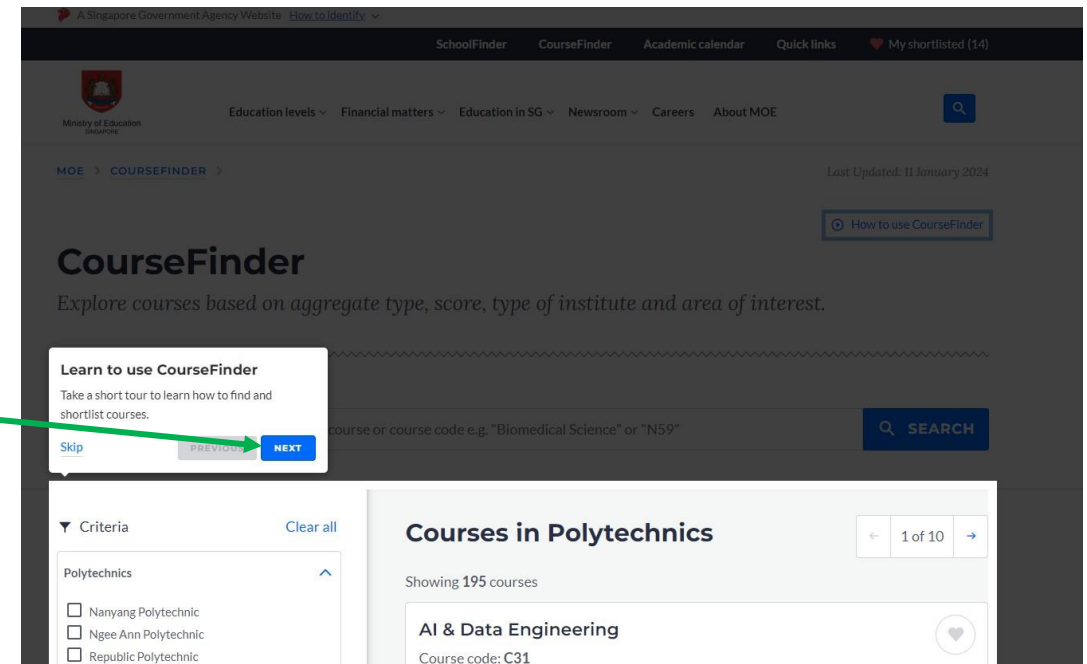 A Singapore Government Agency Website How to identify
SchoolFinder CourseFinder Academic calendar Quick links My shortlisted (14)
Ministry of Education
SINGAPORE
Education levels Financial matters Education in SG Newsroom Careers About MOE
MOE > COURSEFINDER >
Last Updated: 11 January 2024
How to use CourseFinder
CourseFinder
Explore courses based on aggregate type, score, type of institute and area of interest.
Learn to use CourseFinder
Take a short tour to learn how to find and
shortlist courses.
Skip PREVIOUS NEXT
course or course code e.g. "Biomedical Science" or "N59"
SEARCH
Criteria Clear all
Courses in Polytechnics
1 of 10
Polytechnics
Showing 195 courses
Nanyang Polytechnic
Ngee Ann Polytechnic
Republic Polytechnic
AI & Data Engineering
Course code: C31